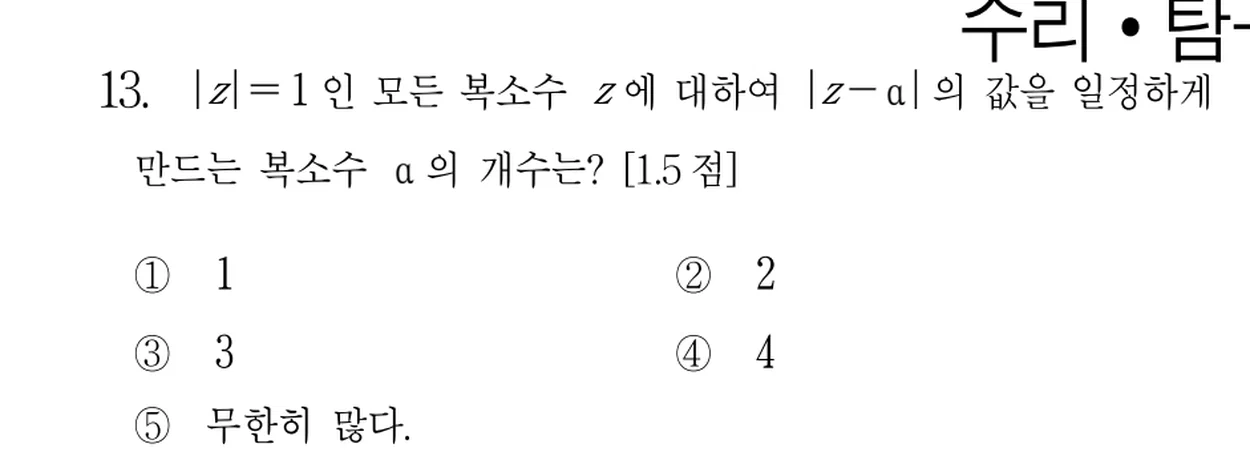 수리 • 탐
13. |z|=1인 모든 복소수 z에 대하여 |z-α|의 값을 일정하게
만드는 복소수 α의 개수는? [1.5점]
① 1 ② 2
③ 3 ④ 4
⑤ 무한히 많다.